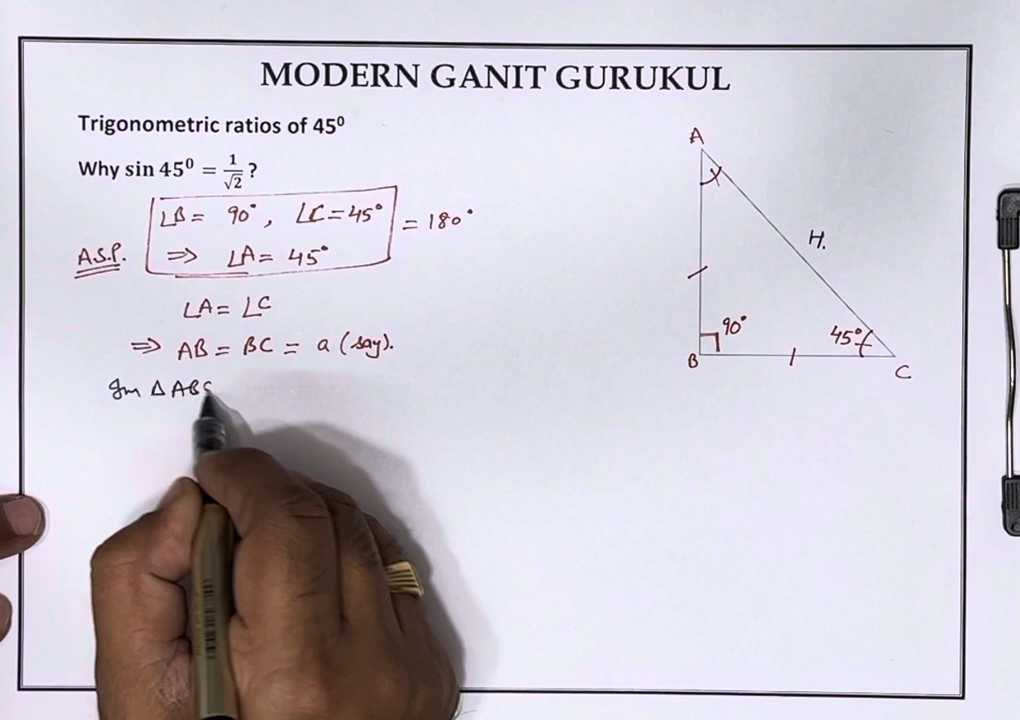 MODERN GANIT GURUKUL
Trigonometric ratios of 45⁰
Why sin 45⁰ = 1/√2 ?
∠B = 90°, ∠C = 45°
= 180°
A.S.P. ⇒ ∠A = 45°
∠A = ∠C
⇒ AB = BC = a (say).
In △ ABC
A
H.
90°
45°
B
C